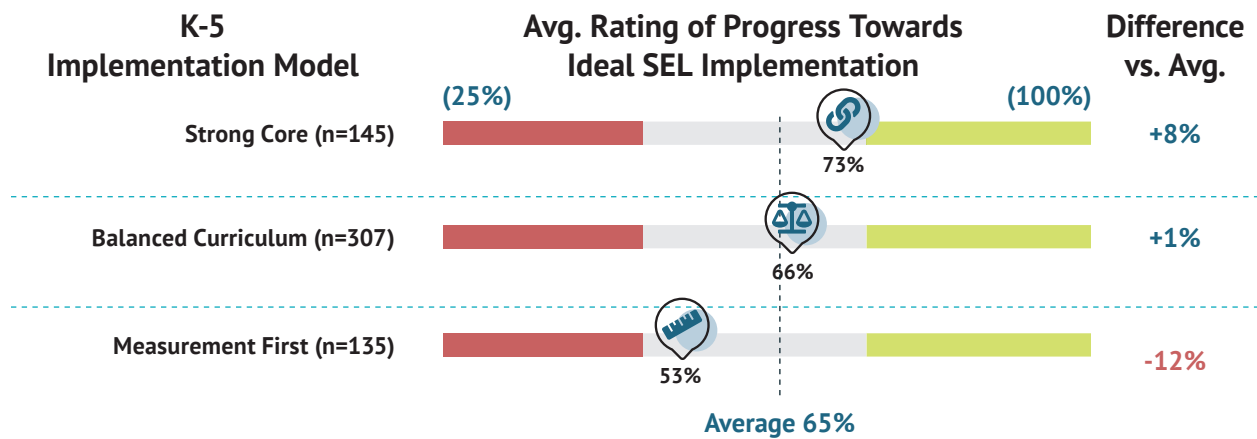 K-5
Implementation Model
Avg. Rating of Progress Towards
Ideal SEL Implementation
Difference
vs. Avg.
(25%)
(100%)
Strong Core (n=145)
73%
+8%
Balanced Curriculum (n=307)
66%
+1%
Measurement First (n=135)
53%
-12%
Average 65%